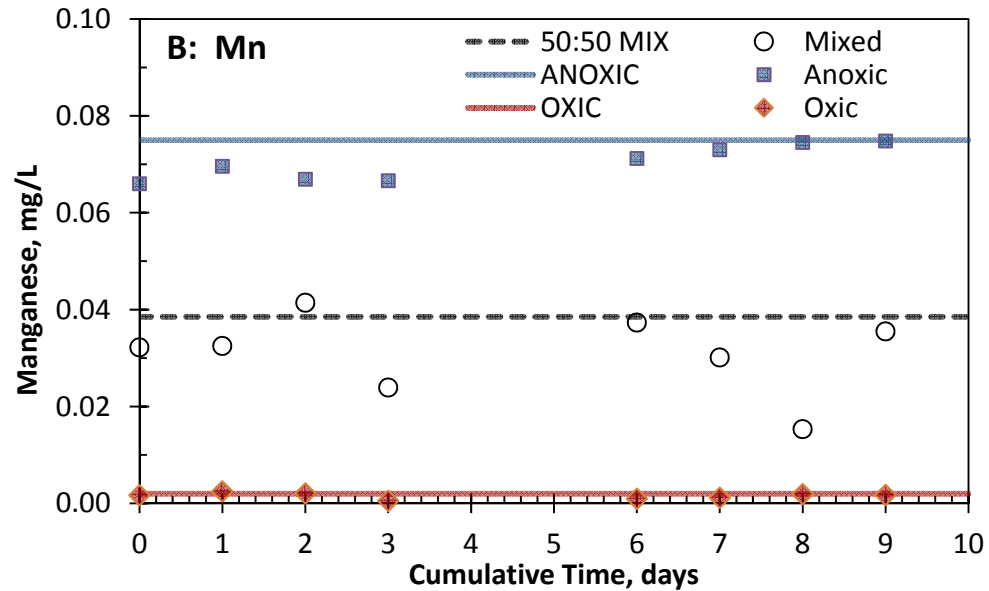 B: Mn
50:50 MIX
Mixed
ANOXIC
Anoxic
OXIC
Oxic
Manganese, mg/L
0.10
0.08
0.06
0.04
0.02
0.00
0 1 2 3 4 5 6 7 8 9 10
Cumulative Time, days